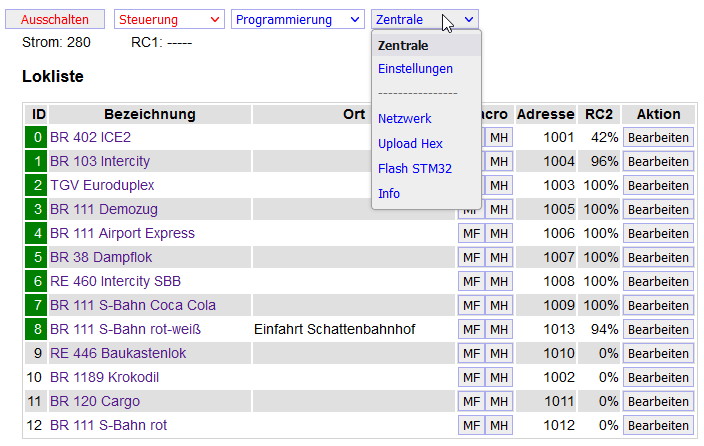 Ausschalten Steuerung Programmierung Zentrale
Strom: 280 RC1: -----
Zentrale
Einstellungen
----------------
Netzwerk
Upload Hex
Flash STM32
Info
Lokliste
ID Bezeichnung Ort acro Adresse RC2 Aktion
0 BR 402 ICE2 MH 1001 42% Bearbeiten
1 BR 103 Intercity MH 1004 96% Bearbeiten
2 TGV Euroduplex MH 1003 100% Bearbeiten
3 BR 111 Demozug MF MH 1005 100% Bearbeiten
4 BR 111 Airport Express MF MH 1006 100% Bearbeiten
5 BR 38 Dampflok MF MH 1007 100% Bearbeiten
6 RE 460 Intercity SBB MF MH 1008 100% Bearbeiten
7 BR 111 S-Bahn Coca Cola MF MH 1009 100% Bearbeiten
8 BR 111 S-Bahn rot-weiß Einfahrt Schattenbahnhof MF MH 1013 94% Bearbeiten
9 RE 446 Baukastenlok MF MH 1010 0% Bearbeiten
10 BR 1189 Krokodil MF MH 1002 0% Bearbeiten
11 BR 120 Cargo MF MH 1011 0% Bearbeiten
12 BR 111 S-Bahn rot MF MH 1012 0% Bearbeiten